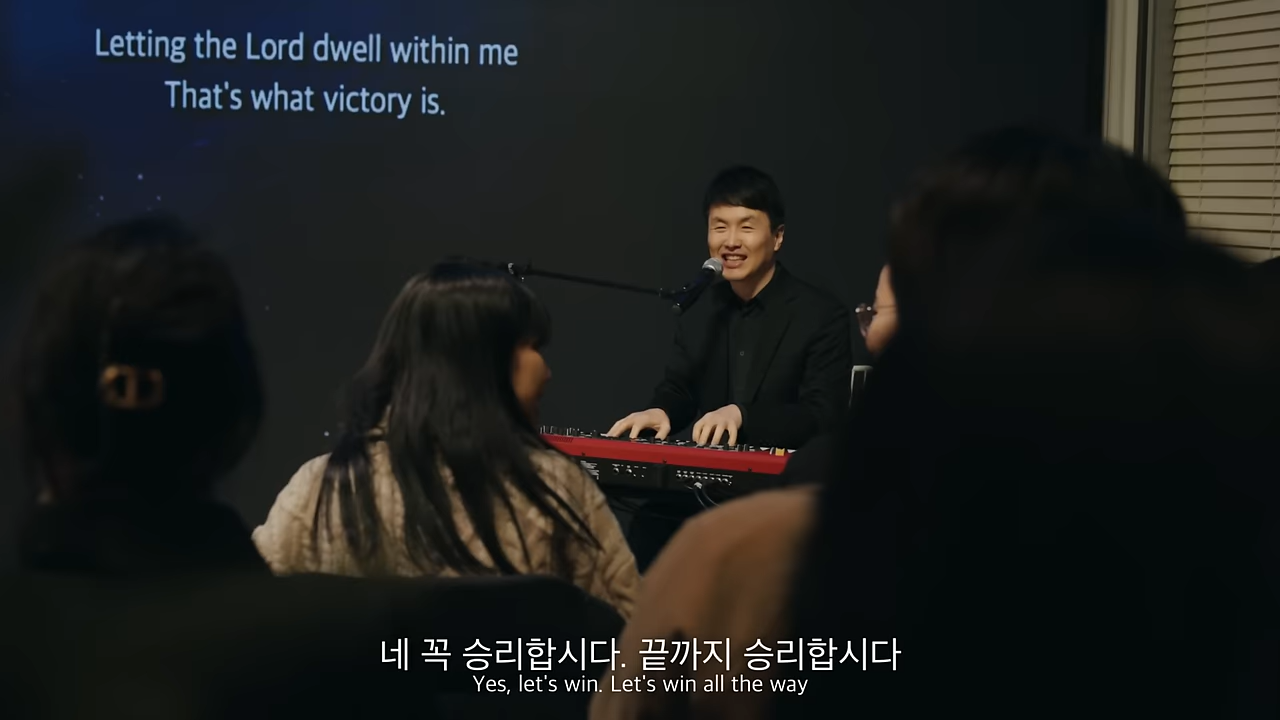 Letting the Lord dwell within me
That's what victory is.
네 꼭 승리합시다. 끝까지 승리합시다
Yes, let's win. Let's win all the way